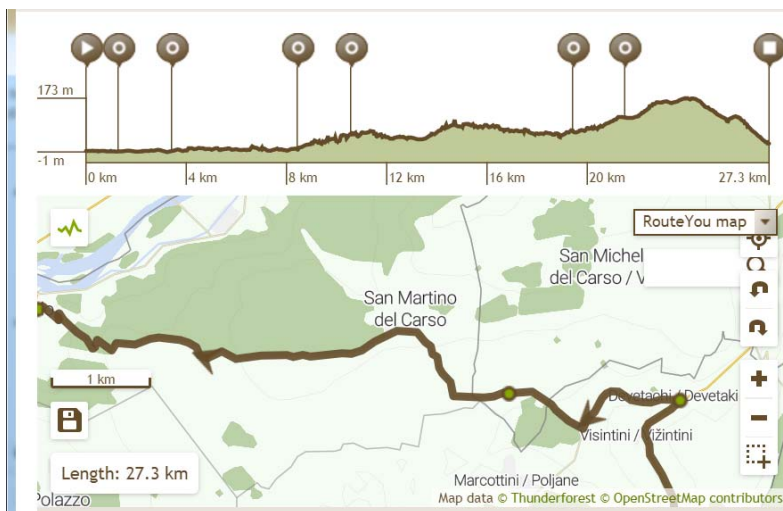 173 m
-1 m
0 km
4 km
8 km
12 km
16 km
20 km
27.3 km
RouteYou map
San Michel
del Carso / V
San Martino
del Carso
1 km
Devetachi / Devetaki
Visintini / Vižintini
Length: 27.3 km
Marcottini / Poljane
Polazzo
Map data © Thunderforest © OpenStreetMap contributors